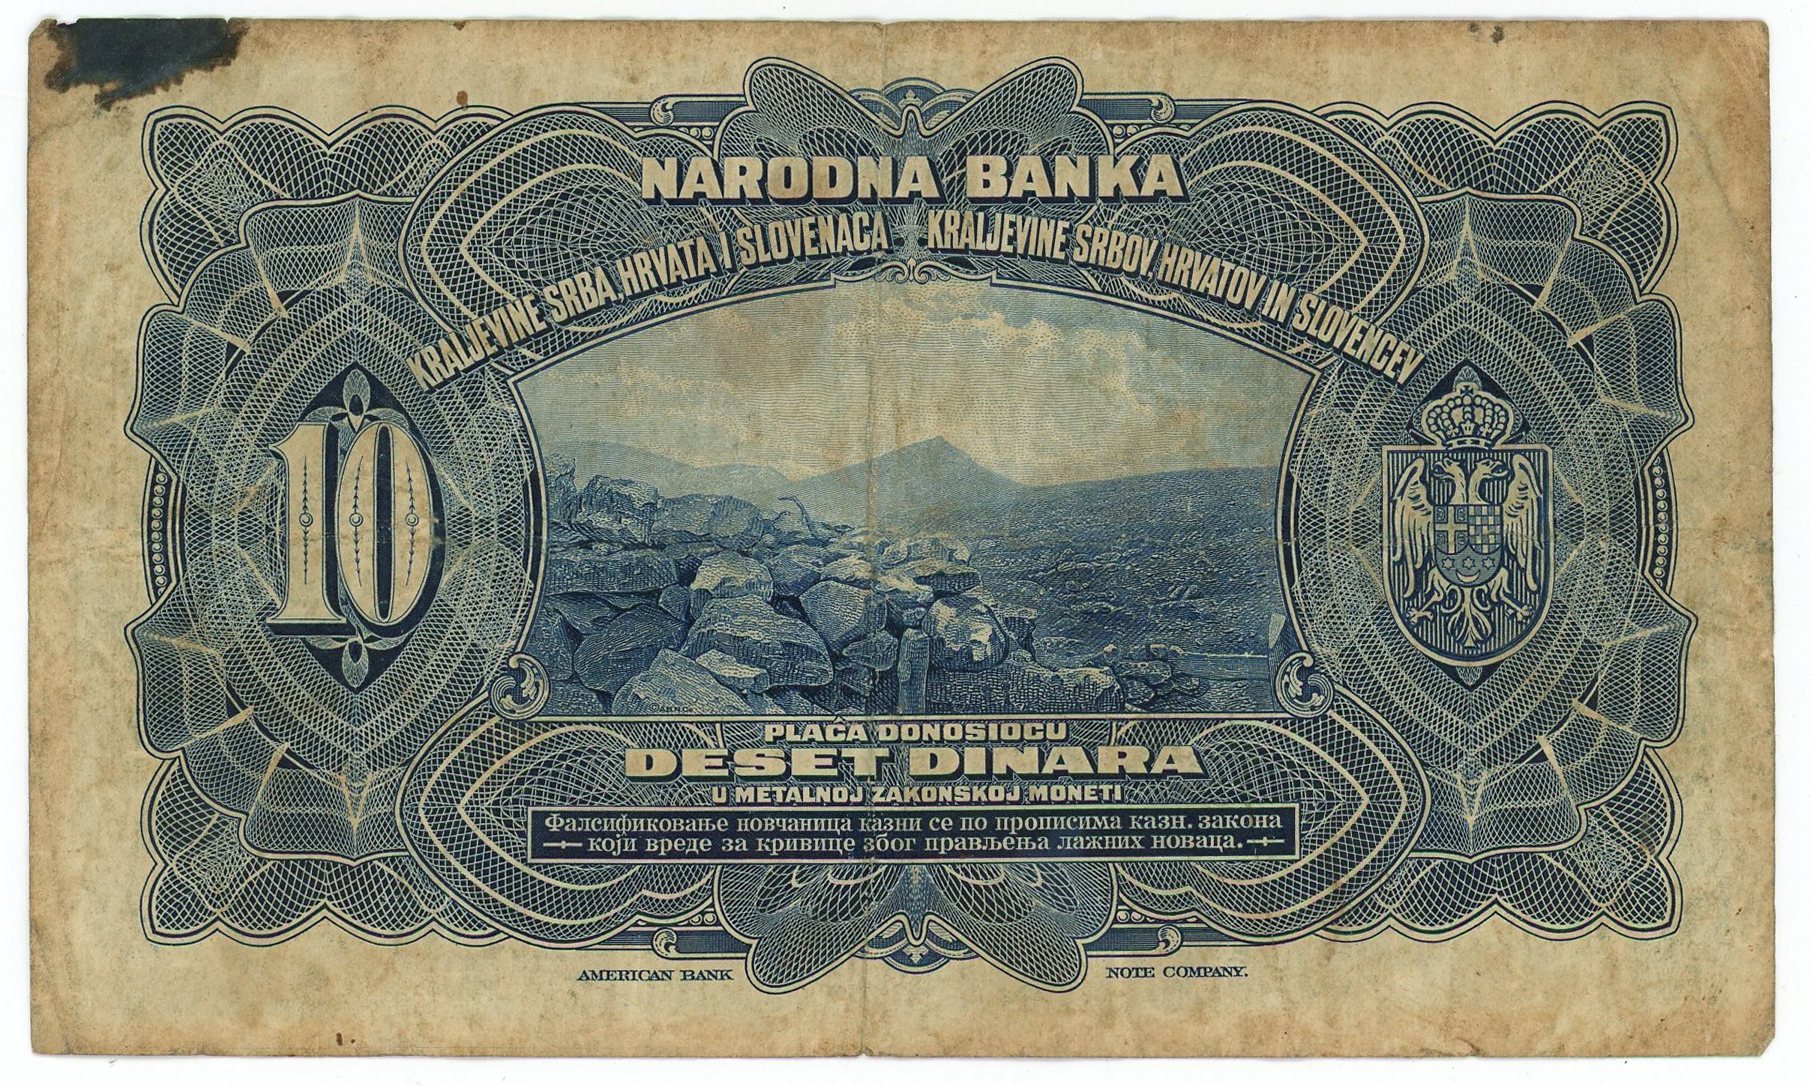 NARODNA BANKA
KRALJEVINE SRBA, HRVATA I SLOVENACA
KRALJEVINE SRBOV, HRVATOV IN SLOVENCEV
10
©A.B.N.Co.
PLAĆA DONOSIOCU
DESET DINARA
U METALNOJ ZAKONSKOJ MONETI
Фалсификовање новчаница казни се по прописима казн. закона
који вреде за кривице због прављења лажних новаца.
AMERICAN BANK NOTE COMPANY.